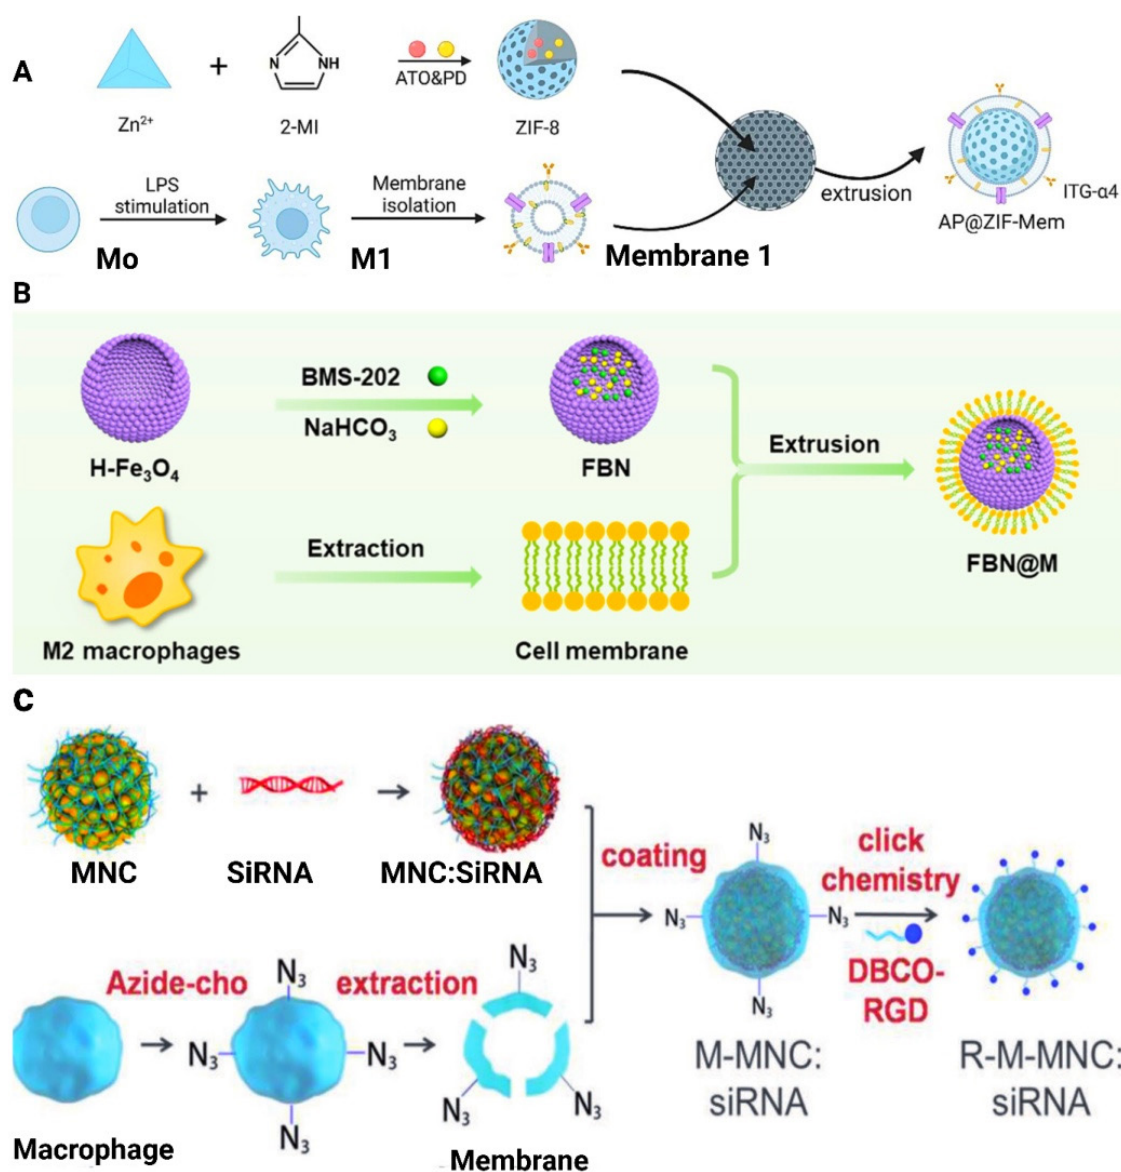 A
Zn²⁺
+
N
NH
2-MI
ATO&PD
ZIF-8
LPS
stimulation
Mo
M1
Membrane
isolation
Membrane 1
extrusion
ITG-α4
AP@ZIF-Mem
B
BMS-202
NaHCO₃
H-Fe₃O₄
FBN
Extrusion
Extraction
FBN@M
M2 macrophages
Cell membrane
C
+
MNC
SiRNA
MNC:SiRNA
coating
N₃
N₃
N₃
N₃
click
chemistry
DBCO-
RGD
Azide-cho
N₃
N₃
N₃
N₃
extraction
N₃
N₃
N₃
M-MNC:
siRNA
R-M-MNC:
siRNA
Macrophage
Membrane